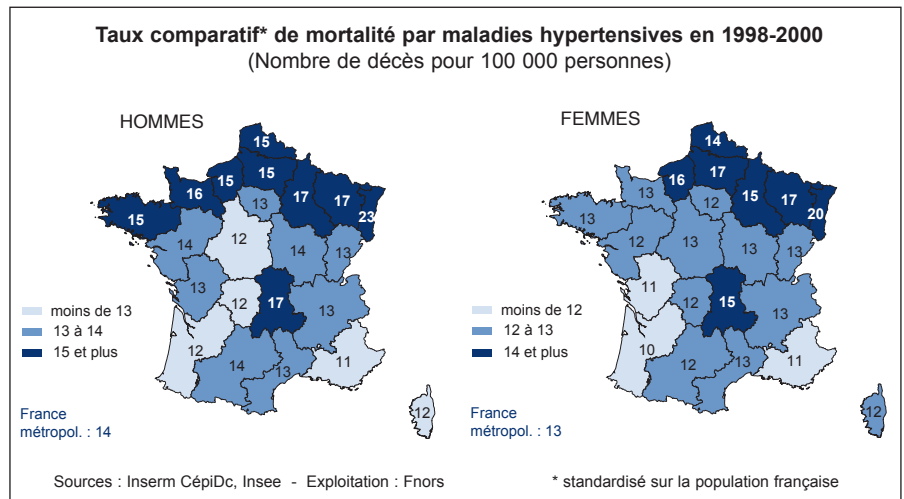 Taux comparatif* de mortalité par maladies hypertensives en 1998-2000
(Nombre de décès pour 100 000 personnes)
HOMMES
15
15
15
16
15
17
17
23
13
14
12
14
13
13
12
17
13
12
14
13
11
12
moins de 13
13 à 14
15 et plus
France
métropol. : 14
FEMMES
14
17
16
13
15
17
20
12
13
12
13
13
13
11
12
15
13
10
12
13
11
12
moins de 12
12 à 13
14 et plus
France
métropol. : 13
Sources : Inserm CépiDc, Insee - Exploitation : Fnors
* standardisé sur la population française